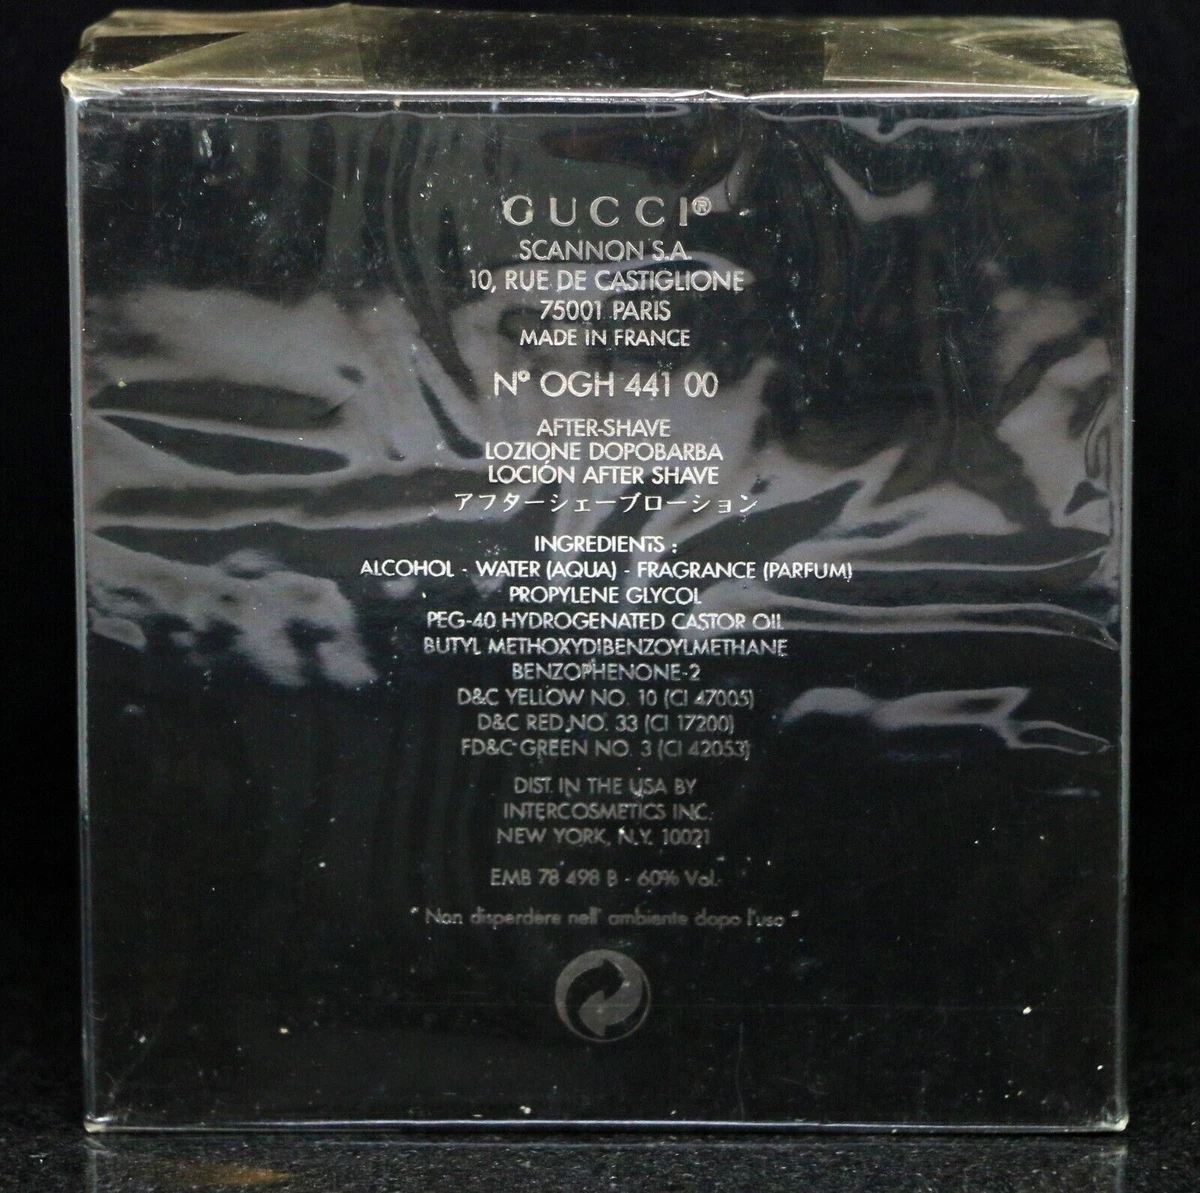 GUCCI®
SCANNON S.A.
10, RUE DE CASTIGLIONE
75001 PARIS
MADE IN FRANCE
Nº OGH 441 00
AFTER-SHAVE
LOZIONE DOPOBARBA
LOCIÓN AFTER SHAVE
アフターシェーブローション
INGREDIENTS :
ALCOHOL - WATER (AQUA) - FRAGRANCE (PARFUM)
PROPYLENE GLYCOL
PEG-40 HYDROGENATED CASTOR OIL
BUTYL METHOXYDIBENZOYLMETHANE
BENZOPHENONE-2
D&C YELLOW NO. 10 (CI 47005)
D&C RED NO. 33 (CI 17200)
FD&C GREEN NO. 3 (CI 42053)
DIST. IN THE USA BY
INTERCOSMETICS INC.
NEW YORK, N.Y. 10021
EMB 78 498 B - 60% Vol.
" Non disperdere nell' ambiente dopo l'uso "